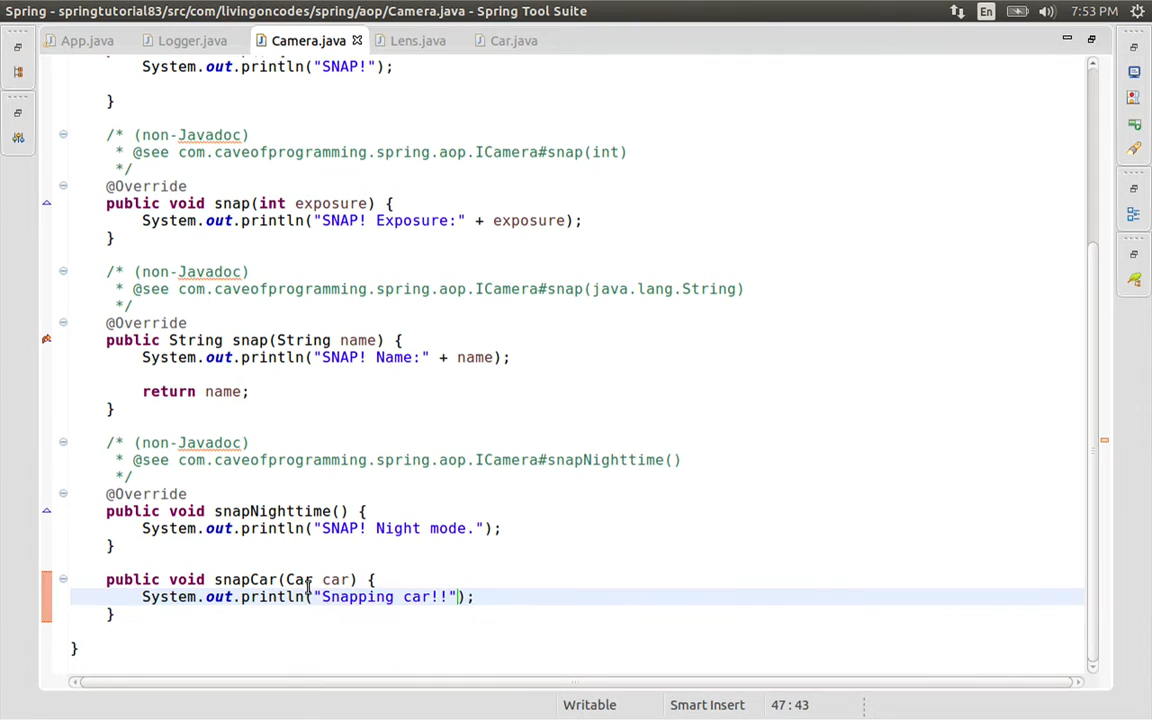 Spring - springtutorial83/src/com/livingoncodes/spring/aop/Camera.java - Spring Tool Suite
En
7:53 PM
App.java
Logger.java
Camera.java
Lens.java
Car.java
System.out.println("SNAP!");
}
/* (non-Javadoc)
* @see com.caveofprogramming.spring.aop.ICamera#snap(int)
*/
@Override
public void snap(int exposure) {
System.out.println("SNAP! Exposure:" + exposure);
}
/* (non-Javadoc)
* @see com.caveofprogramming.spring.aop.ICamera#snap(java.lang.String)
*/
@Override
public String snap(String name) {
System.out.println("SNAP! Name:" + name);
return name;
}
/* (non-Javadoc)
* @see com.caveofprogramming.spring.aop.ICamera#snapNighttime()
*/
@Override
public void snapNighttime() {
System.out.println("SNAP! Night mode.");
}
public void snapCar(Car car) {
System.out.println("Snapping car!!");
}
}
Writable
Smart Insert
47 : 43